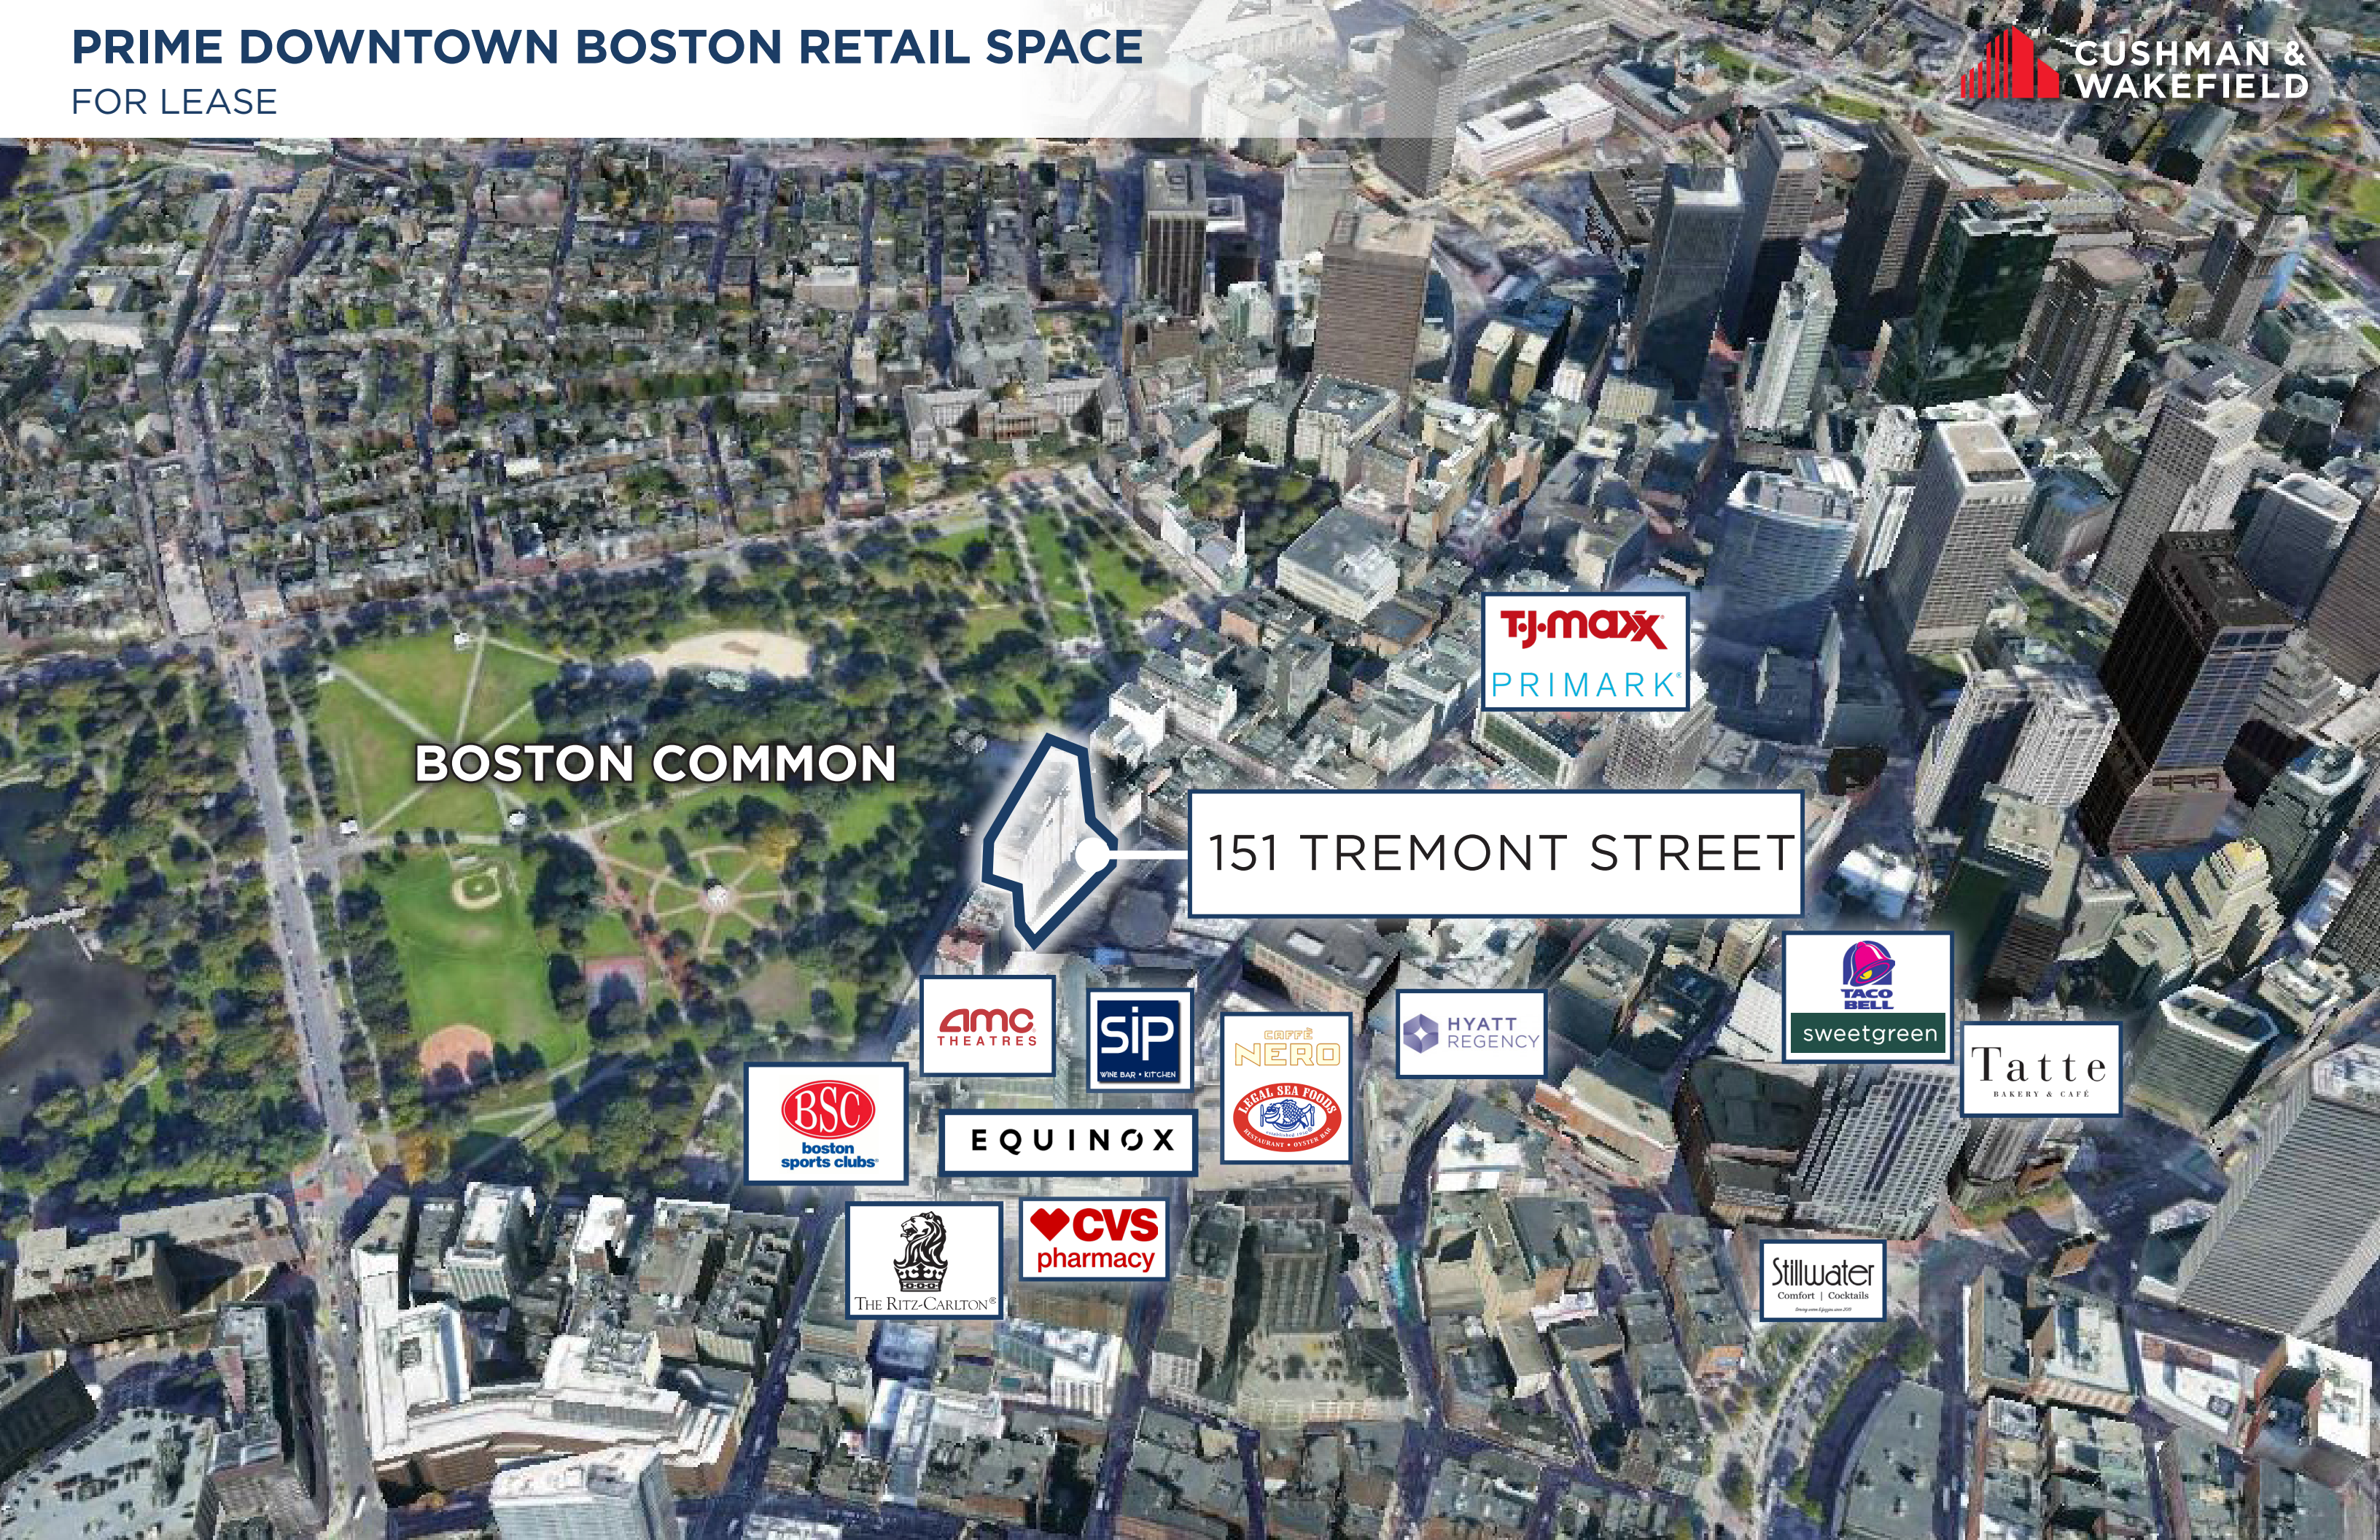 PRIME DOWNTOWN BOSTON RETAIL SPACE
FOR LEASE
CUSHMAN &
WAKEFIELD
T·J·maxx
PRIMARK®
BOSTON COMMON
151 TREMONT STREET
amc
THEATRES
sip
WINE BAR • KITCHEN
CAFFÈ
NERO
LEGAL SEA FOODS
RESTAURANT • OYSTER BAR
HYATT
REGENCY
TACO
BELL
sweetgreen
Tatte
BAKERY & CAFÉ
BSC
boston
sports clubs
EQUINOX
THE RITZ-CARLTON®
CVS
pharmacy
Stillwater
Comfort | Cocktails